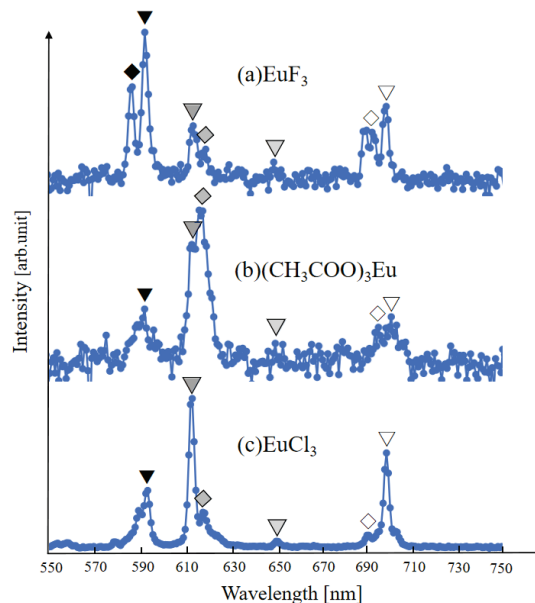 (a)EuF₃
(b)(CH₃COO)₃Eu
(c)EuCl₃
Intensity [arb.unit]
550 570 590 610 630 650 670 690 710 730 750
Wavelength [nm]